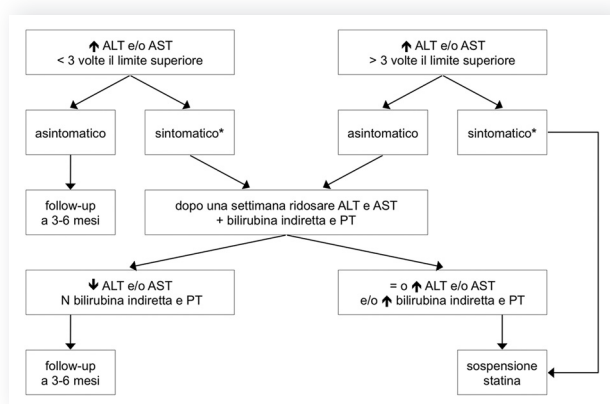 ↑ ALT e/o AST
< 3 volte il limite superiore
↑ ALT e/o AST
> 3 volte il limite superiore
asintomatico
sintomatico*
asintomatico
sintomatico*
follow-up
a 3-6 mesi
dopo una settimana ridosare ALT e AST
+ bilirubina indiretta e PT
↓ ALT e/o AST
N bilirubina indiretta e PT
= o ↑ ALT e/o AST
e/o ↑ bilirubina indiretta e PT
follow-up
a 3-6 mesi
sospensione
statina